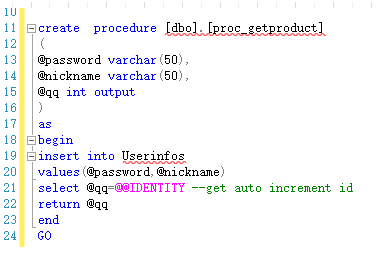 10
11 create  procedure [dbo].[proc_getproduct]
12 (
13 @password varchar(50),
14 @nickname varchar(50),
15 @qq int output
16 )
17 as
18 begin
19 insert into Userinfos
20 values(@password,@nickname)
21 select @qq=@@IDENTITY --get auto increment id
22 return @qq
23 end
24 GO